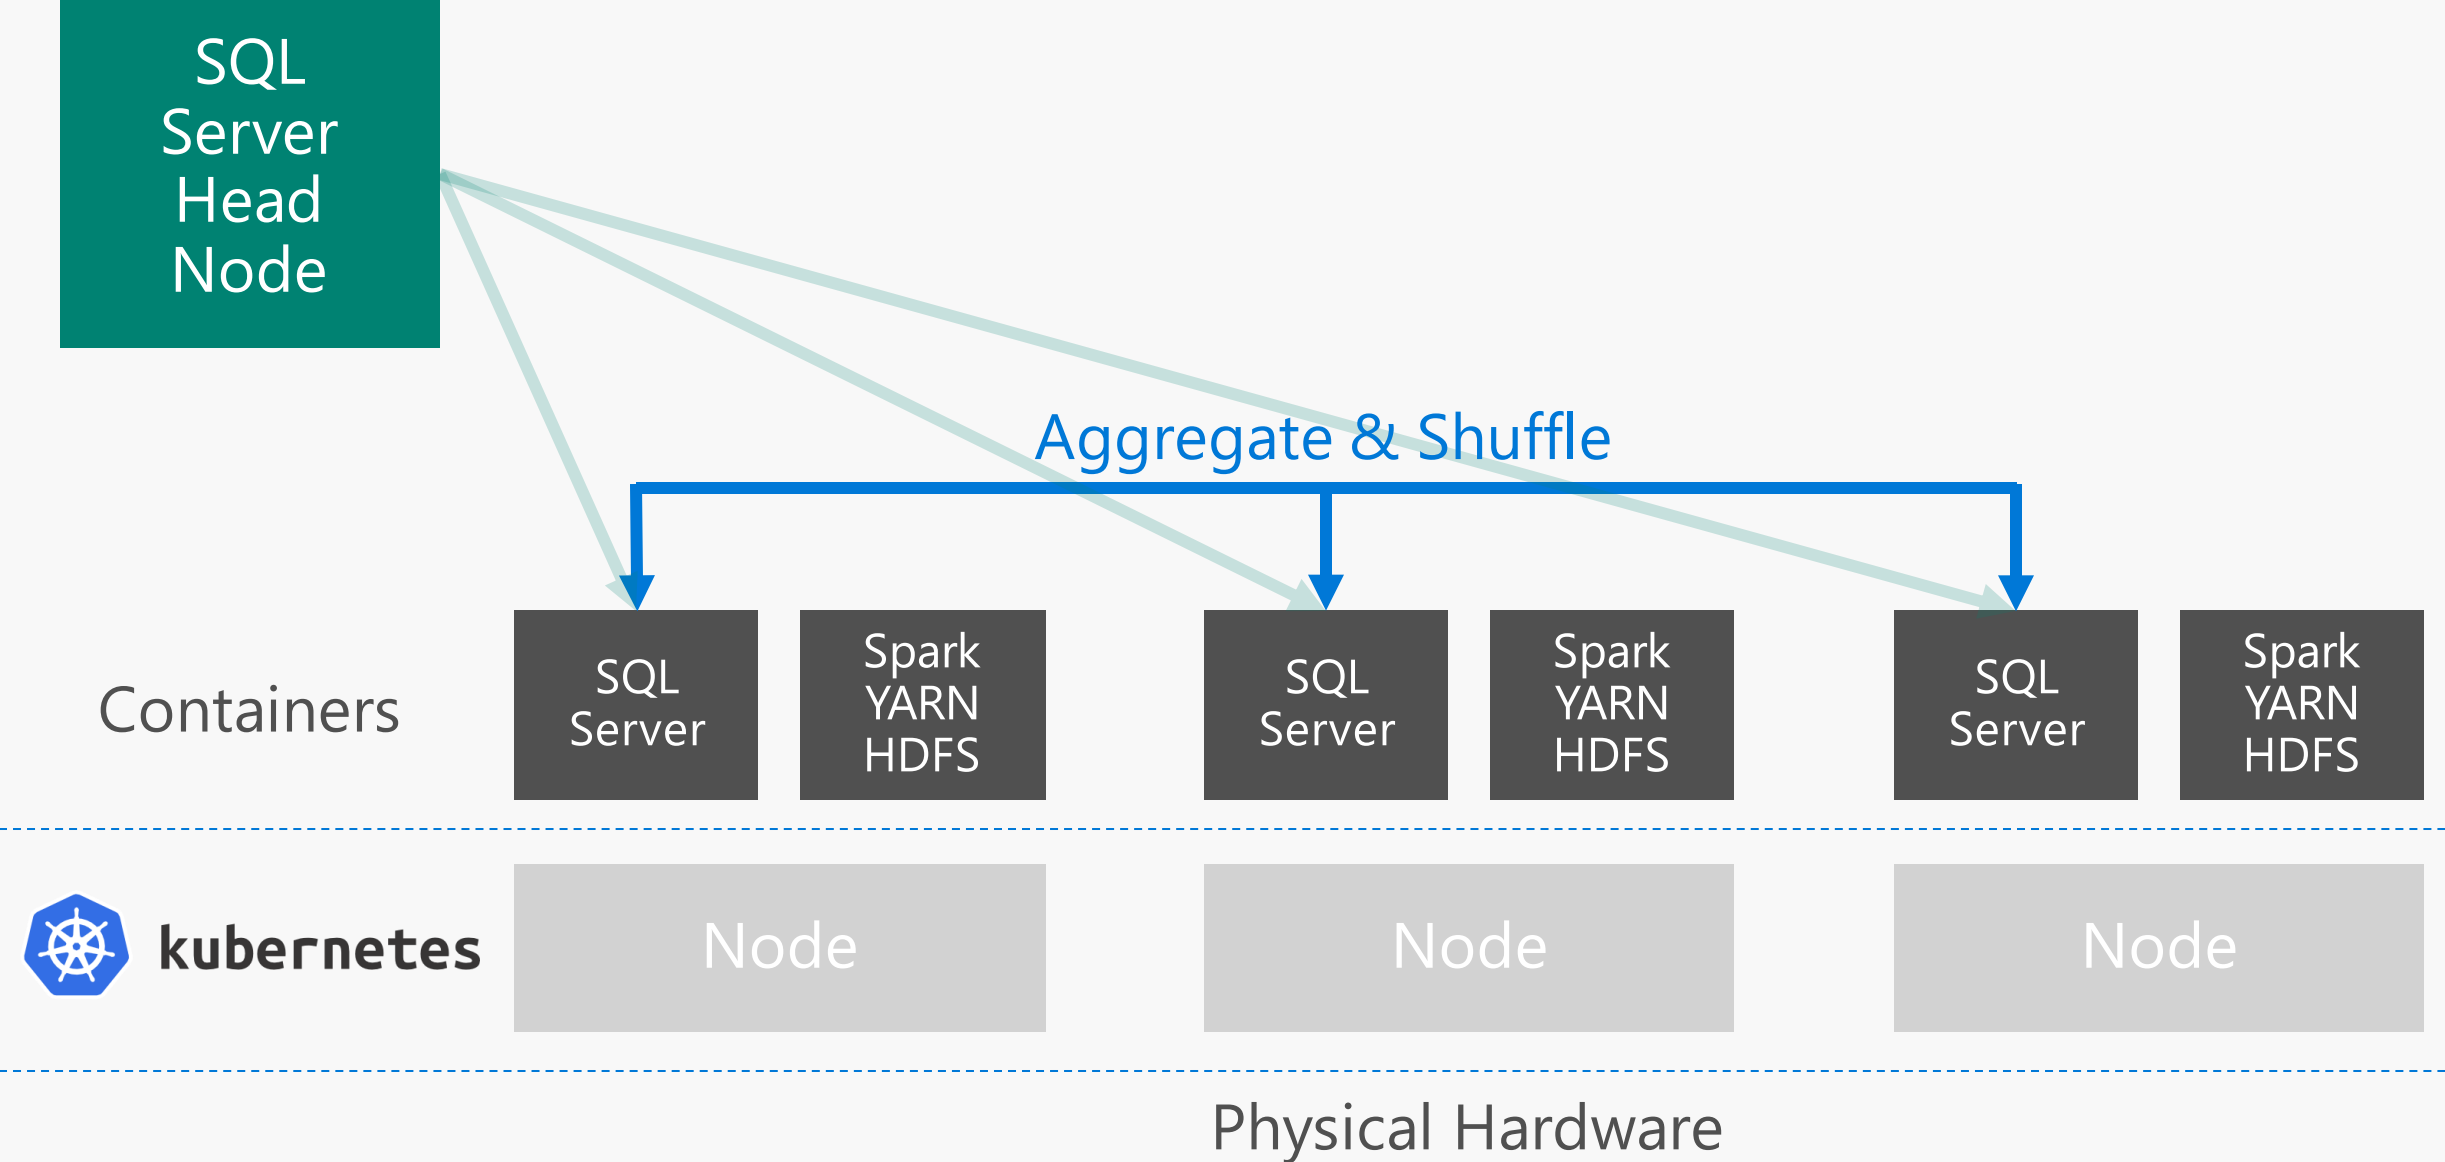 SQL
Server
Head
Node
Aggregate & Shuffle
Containers
SQL
Server
Spark
YARN
HDFS
SQL
Server
Spark
YARN
HDFS
SQL
Server
Spark
YARN
HDFS
kubernetes
Node
Node
Node
Physical Hardware